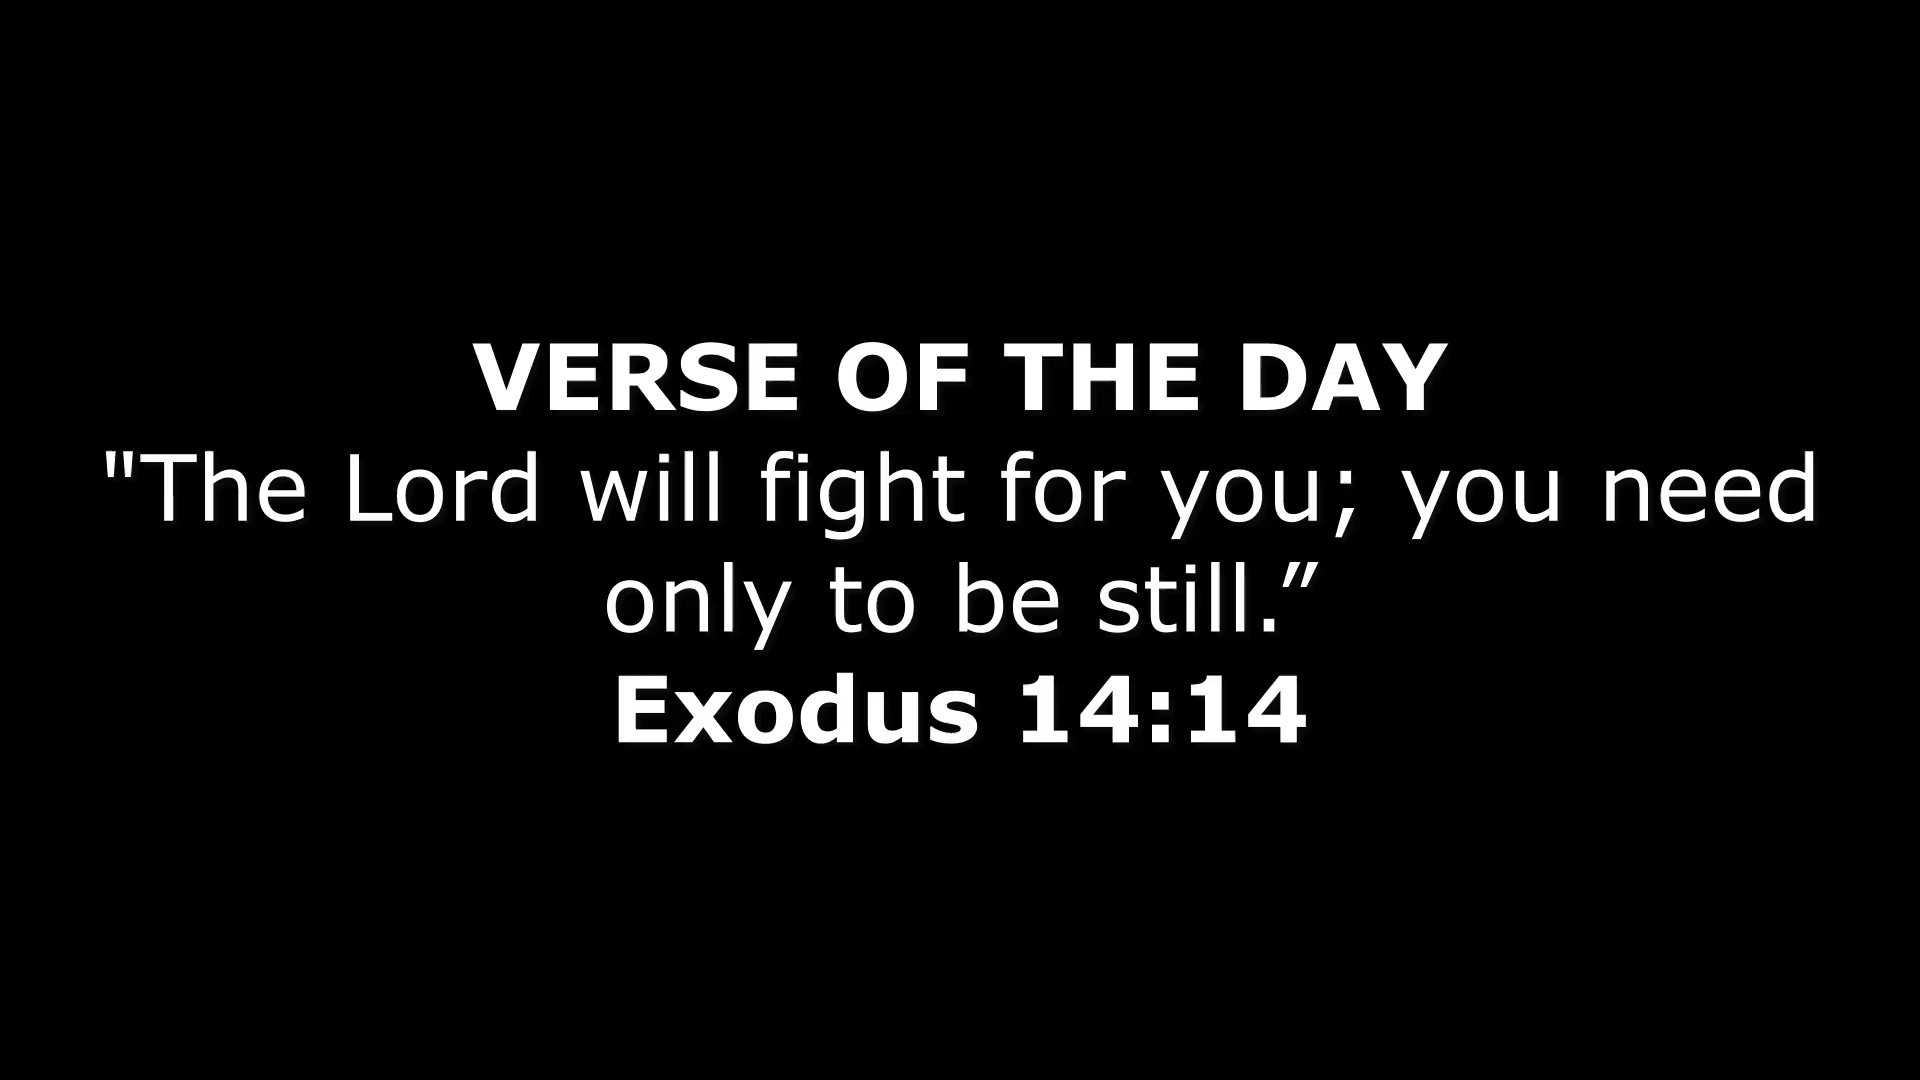 VERSE OF THE DAY
"The Lord will fight for you; you need
only to be still.”
Exodus 14:14